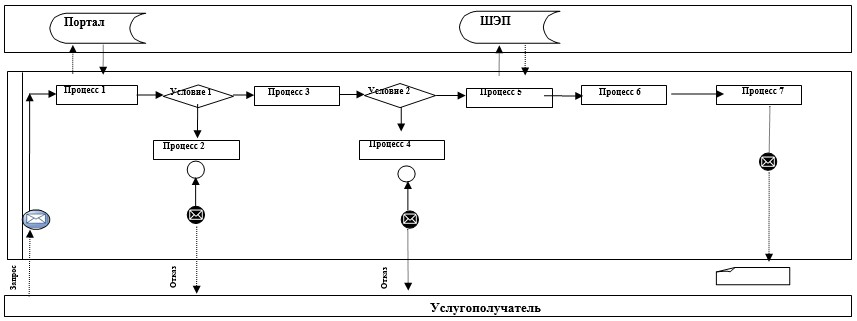 Портал
ШЭП
Процесс 1
Условие 1
Процесс 3
Условие 2
Процесс 5
Процесс 6
Процесс 7
Процесс 2
Процесс 4
Запрос
Отказ
Отказ
Услугополучатель